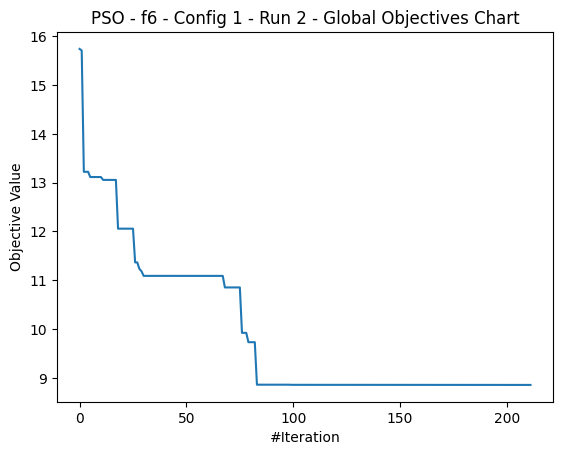 PSO - f6 - Config 1 - Run 2 - Global Objectives Chart
16
15
14
13
12
11
10
9
Objective Value
0 50 100 150 200
#Iteration